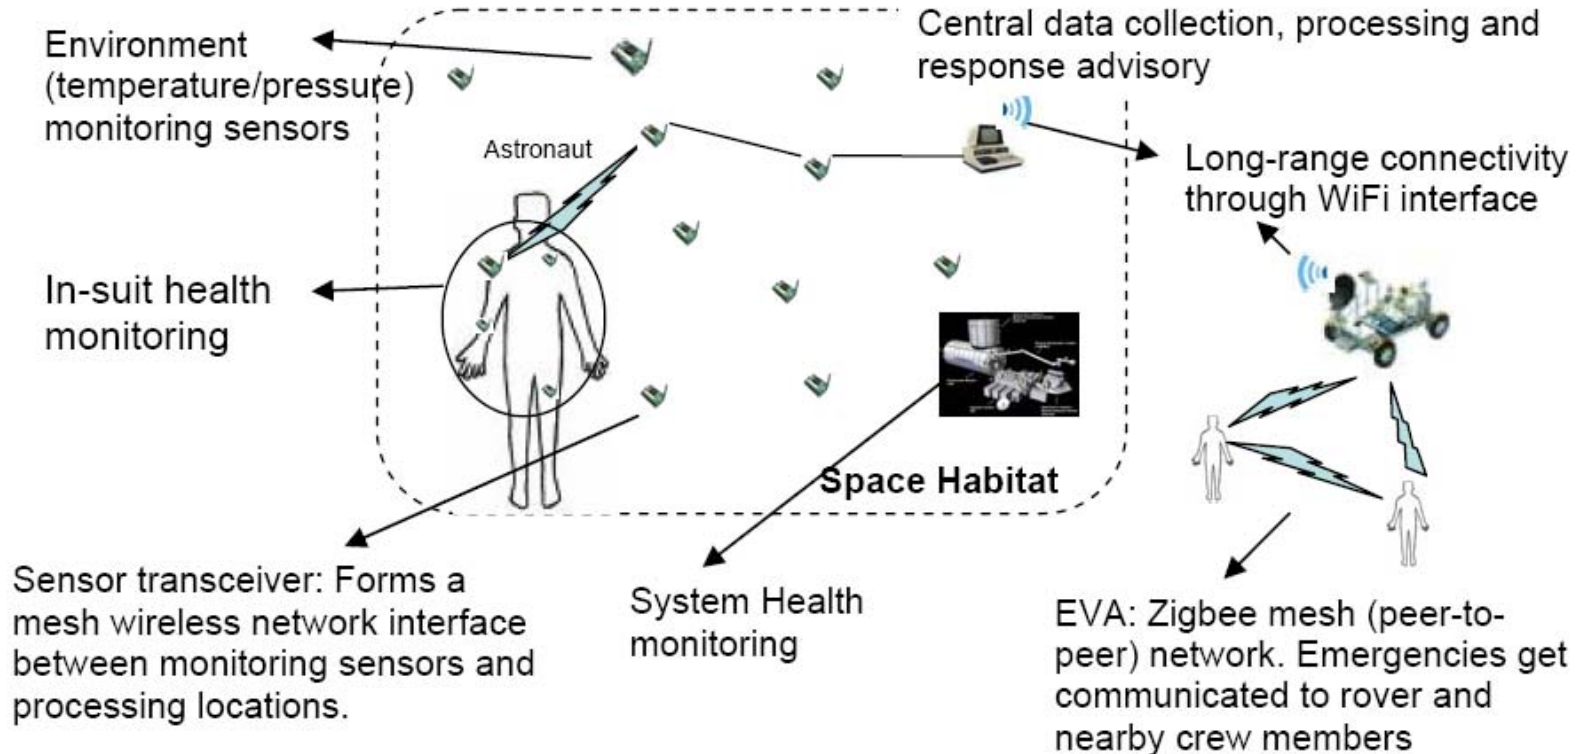 Environment
(temperature/pressure)
monitoring sensors
Central data collection, processing and
response advisory
Astronaut
Long-range connectivity
through WiFi interface
In-suit health
monitoring
Space Habitat
Sensor transceiver: Forms a
mesh wireless network interface
between monitoring sensors and
processing locations.
System Health
monitoring
EVA: Zigbee mesh (peer-to-
peer) network. Emergencies get
communicated to rover and
nearby crew members